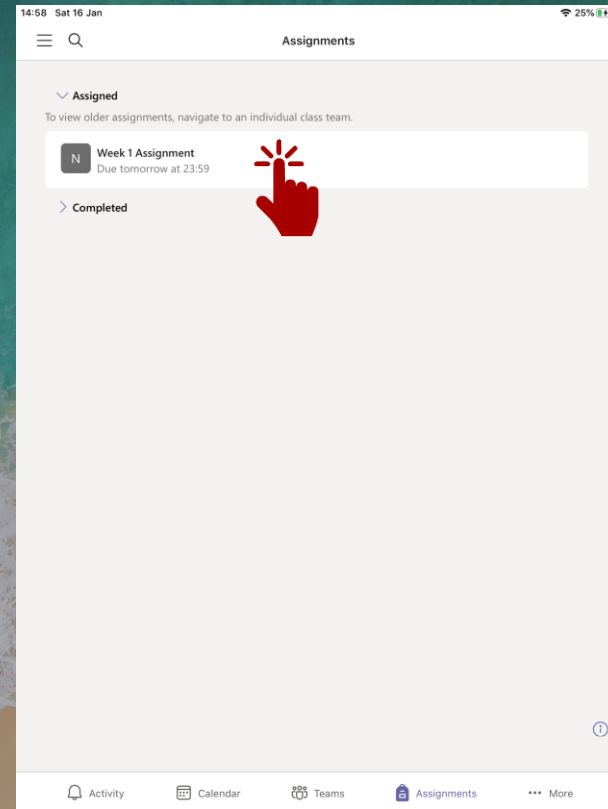 14:58 Sat 16 Jan 25%
Assignments
Assigned
To view older assignments, navigate to an individual class team.
N
Week 1 Assignment
Due tomorrow at 23:59
Completed
Activity Calendar Teams Assignments More